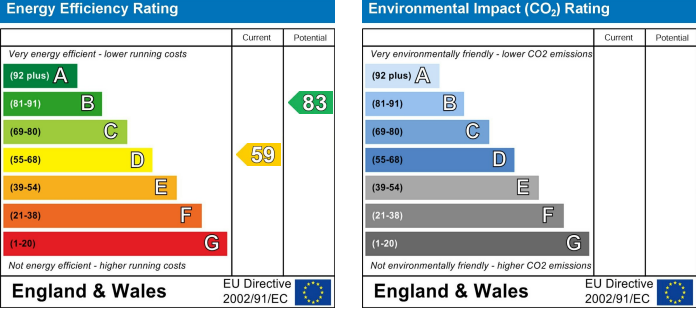 Energy Efficiency Rating
Current Potential
Very energy efficient - lower running costs
(92 plus) A
(81-91) B
83
(69-80) C
(55-68) D
59
(39-54) E
(21-38) F
(1-20) G
Not energy efficient - higher running costs
England & Wales
EU Directive
2002/91/EC
Environmental Impact (CO₂) Rating
Current Potential
Very environmentally friendly - lower CO2 emissions
(92 plus) A
(81-91) B
(69-80) C
(55-68) D
(39-54) E
(21-38) F
(1-20) G
Not environmentally friendly - higher CO2 emissions
England & Wales
EU Directive
2002/91/EC